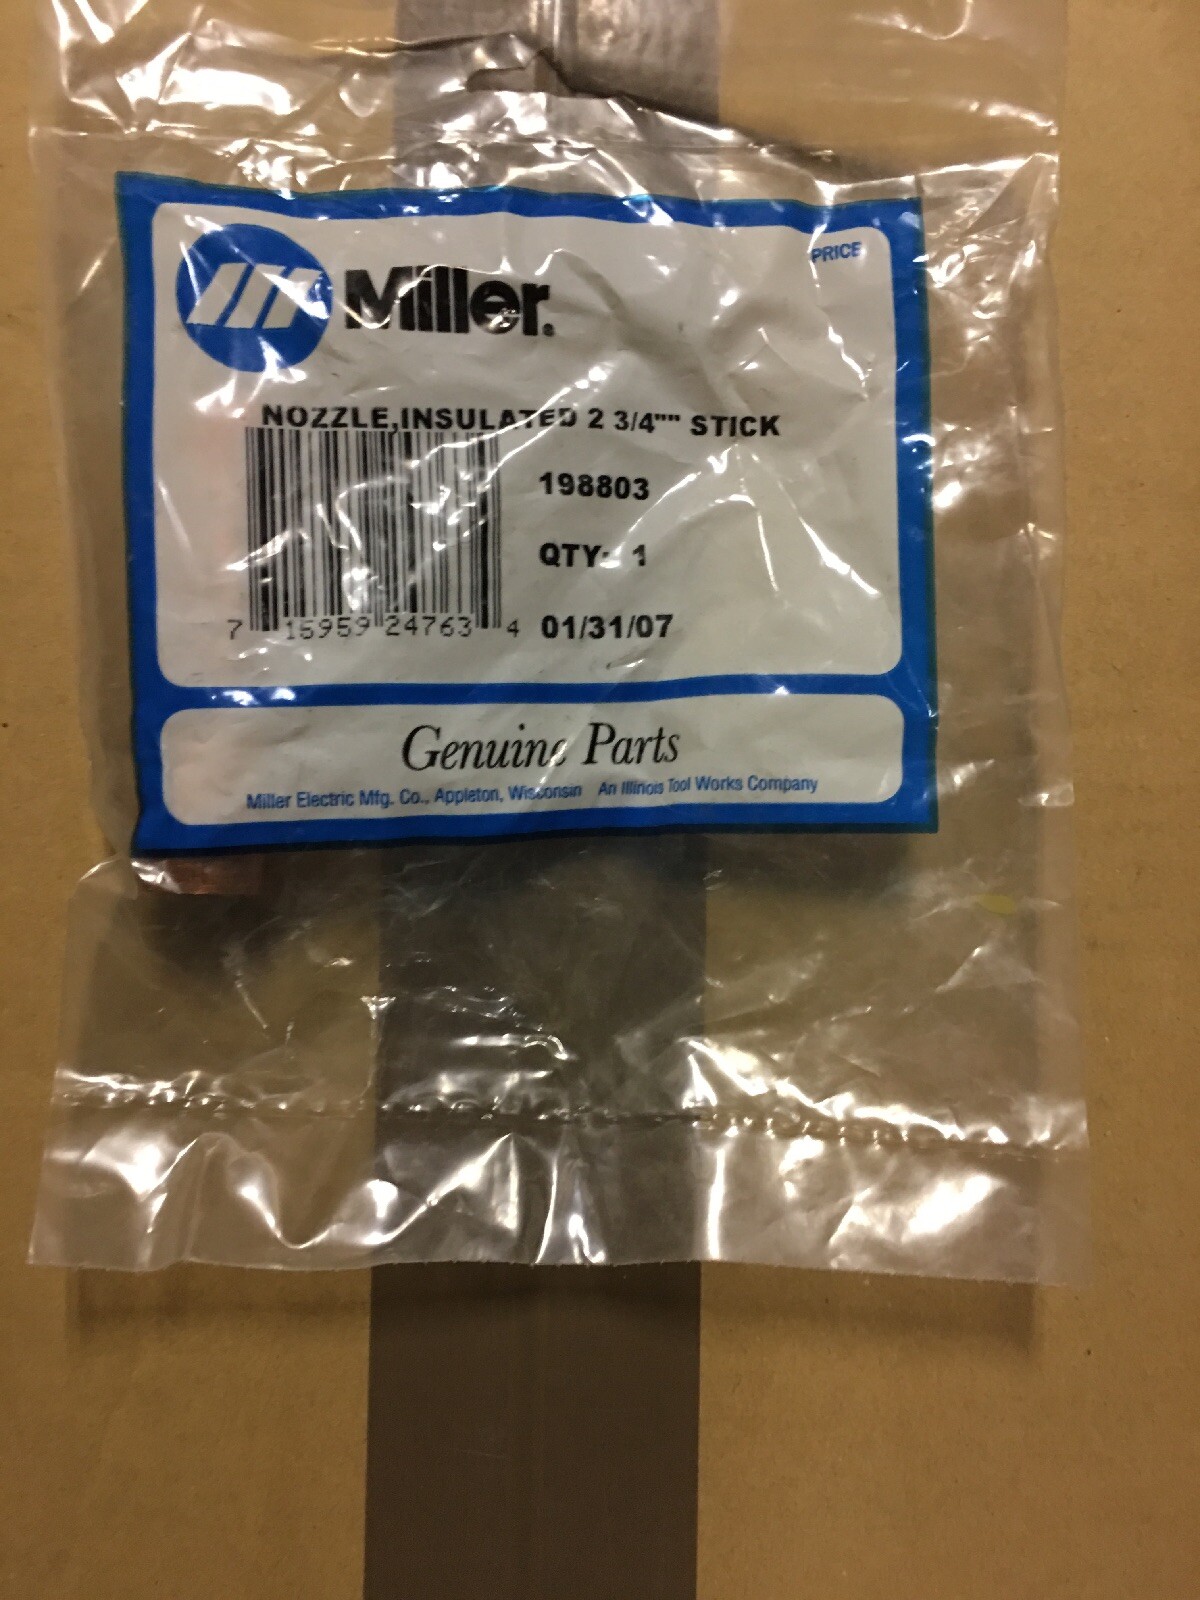 PRICE
Miller.
NOZZLE,INSULATED 2 3/4"" STICK
198803
QTY: 1
7 15959 24763 4
01/31/07
Genuine Parts
Miller Electric Mfg. Co., Appleton, Wisconsin An Illinois Tool Works Company